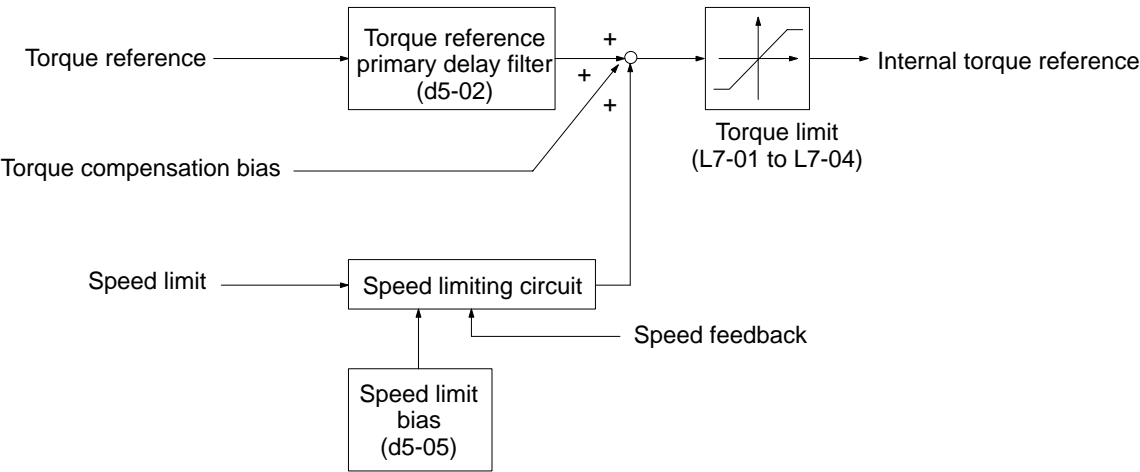 Torque reference
Torque reference
primary delay filter
(d5-02)
+
+
+
Internal torque reference
Torque limit
(L7-01 to L7-04)
Torque compensation bias
Speed limit
Speed limiting circuit
Speed feedback
Speed limit
bias
(d5-05)